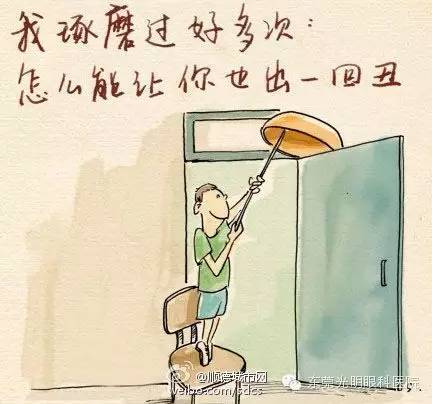 我琢磨过好多次：
怎么能让你也出一回丑
@顺德城市网
weibo.com/sdcs
东莞光明眼科医院